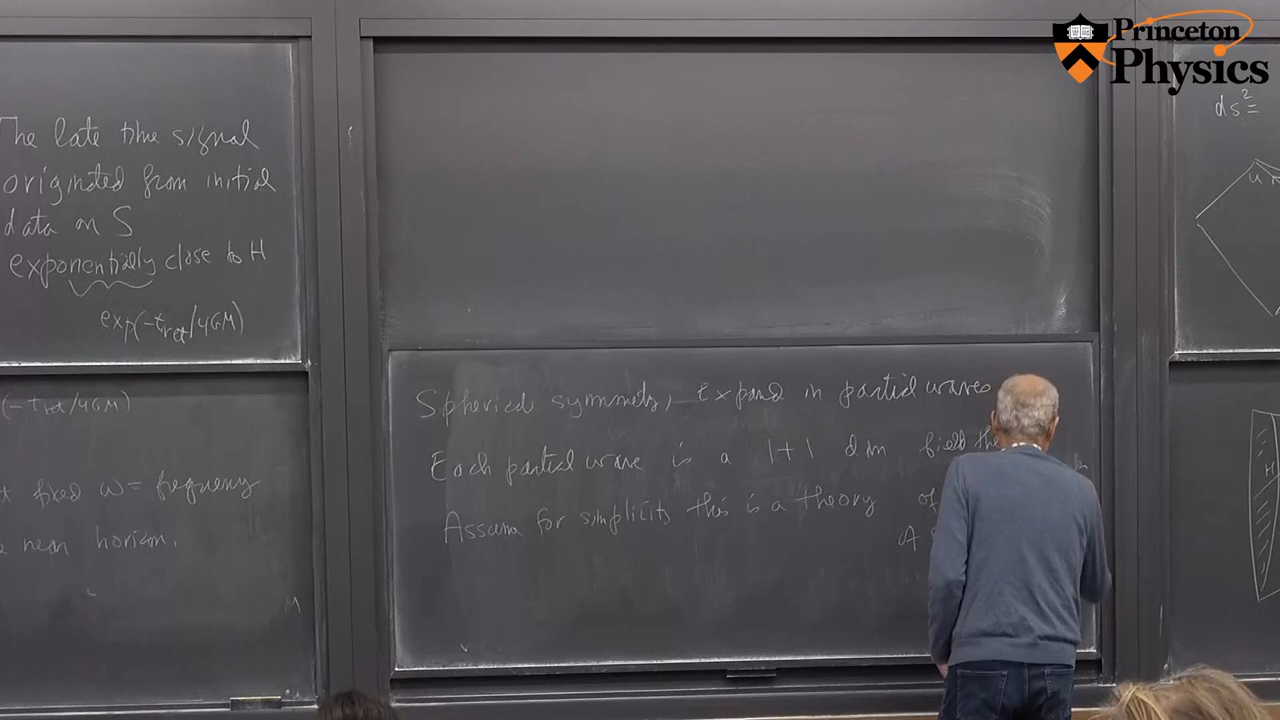 Princeton
Physics
The late time signal
originated from initial
data on S
exponentially close to H
exp(-t_ret/4GM)
(-t_ret/4GM)
fixed ω = frequency
near horizon.
Spherical symmetry, Expand in partial waves
Each partial wave is a 1+1 dim field the
Assume for simplicity this is a theory of
A
ds²=
u
H